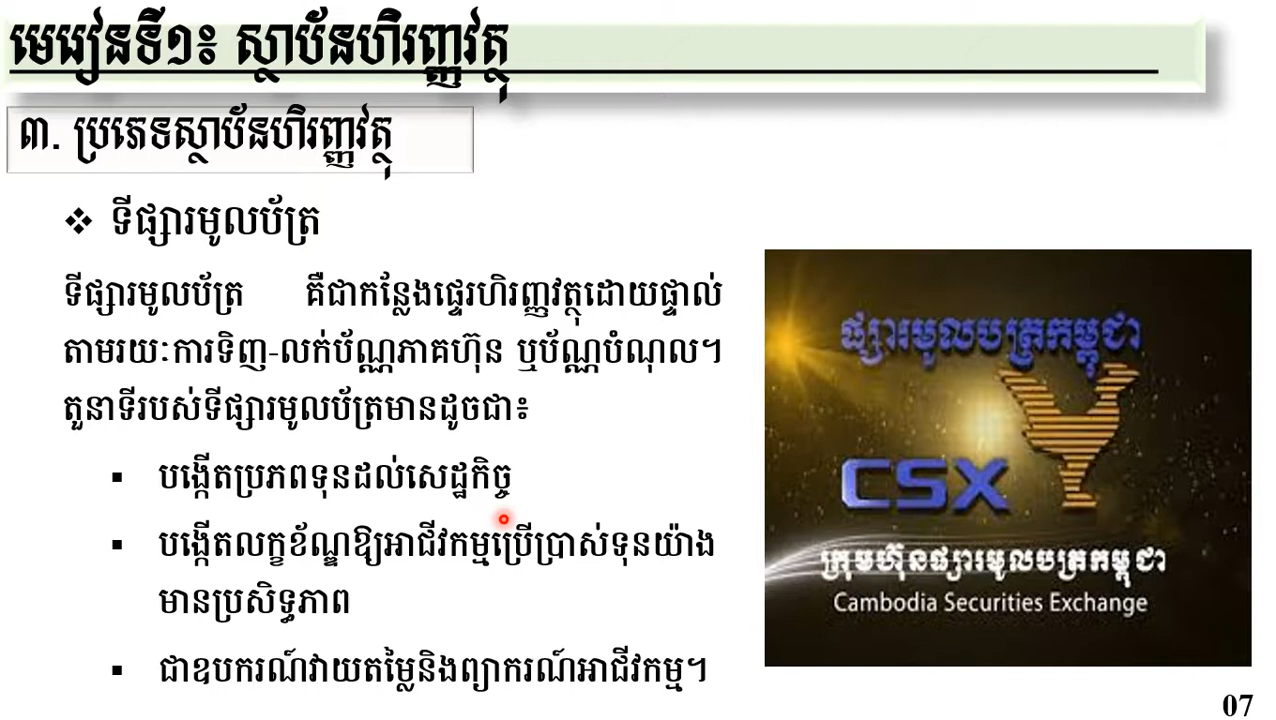 មេរៀនទី១៖ ស្ថាប័នហិរញ្ញវត្ថុ
៣. ប្រភេទស្ថាប័នហិរញ្ញវត្ថុ
❖ ទីផ្សារមូលប័ត្រ
ទីផ្សារមូលប័ត្រ គឺជាកន្លែងផ្ទេរហិរញ្ញវត្ថុដោយផ្ទាល់
តាមរយៈការទិញ-លក់ប័ណ្ណភាគហ៊ុន ឬប័ណ្ណបំណុល។
តួនាទីរបស់ទីផ្សារមូលប័ត្រមានដូចជា៖
▪ បង្កើតប្រភពទុនដល់សេដ្ឋកិច្ច
▪ បង្កើតលក្ខខ័ណ្ឌឱ្យអាជីវកម្មប្រើប្រាស់ទុនយ៉ាង
មានប្រសិទ្ធភាព
▪ ជាឧបករណ៍វាយតម្លៃនិងព្យាករណ៍អាជីវកម្ម។
ផ្សារមូលបត្រកម្ពុជា
CSX
ក្រុមហ៊ុនផ្សារមូលបត្រកម្ពុជា
Cambodia Securities Exchange
07